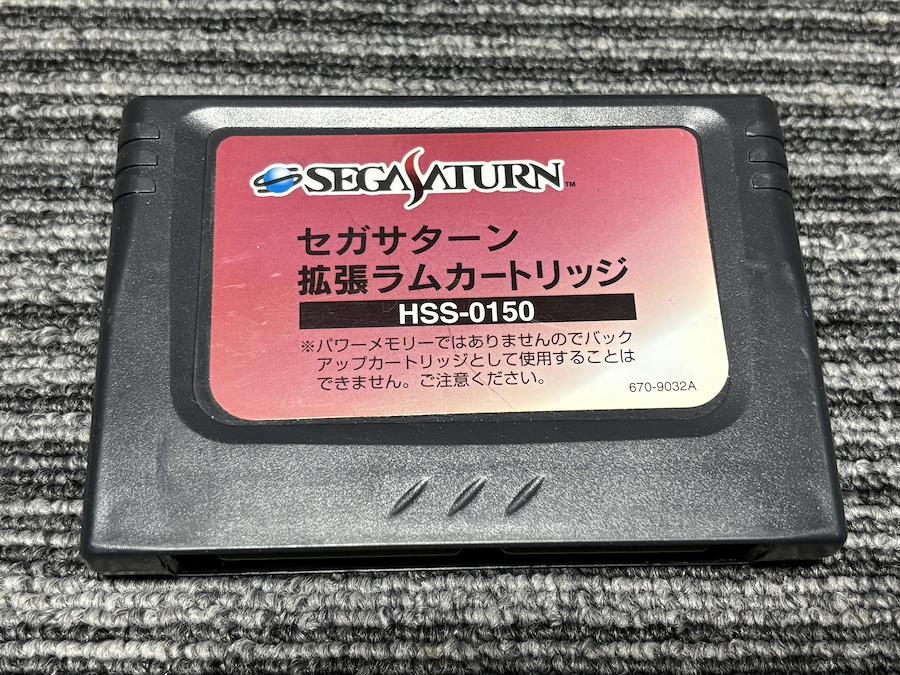 SEGA SATURN™
セガサターン
拡張ラムカートリッジ
HSS-0150
※パワーメモリーではありませんのでバック
アップカートリッジとして使用することは
できません。ご注意ください。
670-9032A